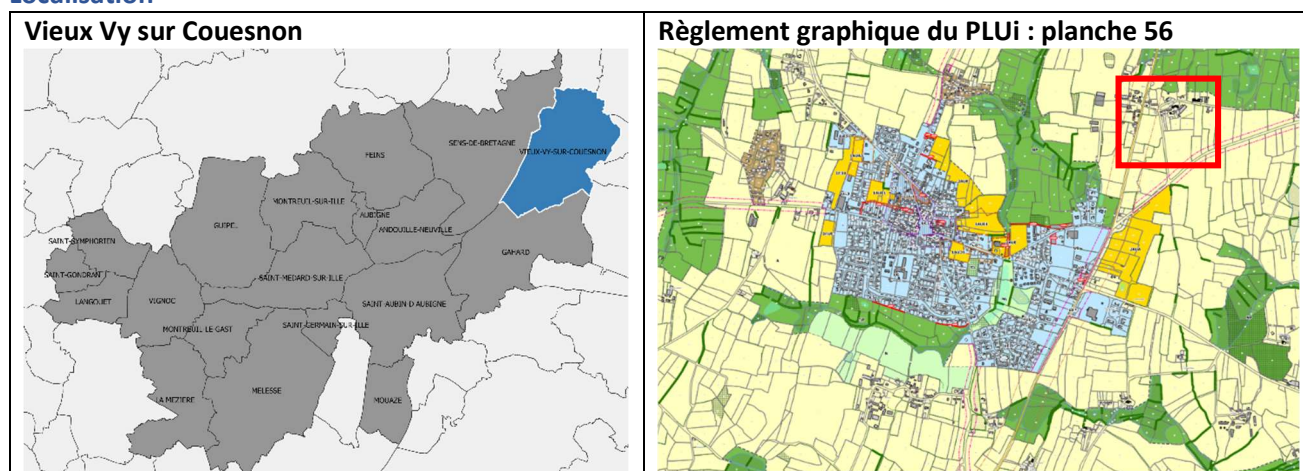 Localisation
Vieux Vy sur Couesnon
Règlement graphique du PLUi : planche 56
VIEUX-VY-SUR-COUESNON
SENS-DE-BRETAGNE
FEINS
MONTREUIL-SUR-ILLE
AUBIGNE
GUIPEL
ANDOUILLE-NEUVILLE
SAINT-SYMPHORIEN
GAHARD
SAINT-GONDRAN
SAINT-MEDARD-SUR-ILLE
LANGOUET
VIGNOC
SAINT AUBIN D AUBIGNE
MONTREUIL LE GAST
SAINT-GERMAIN-SUR-ILLE
MELESSE
LA MEZIERE
MOUAZE